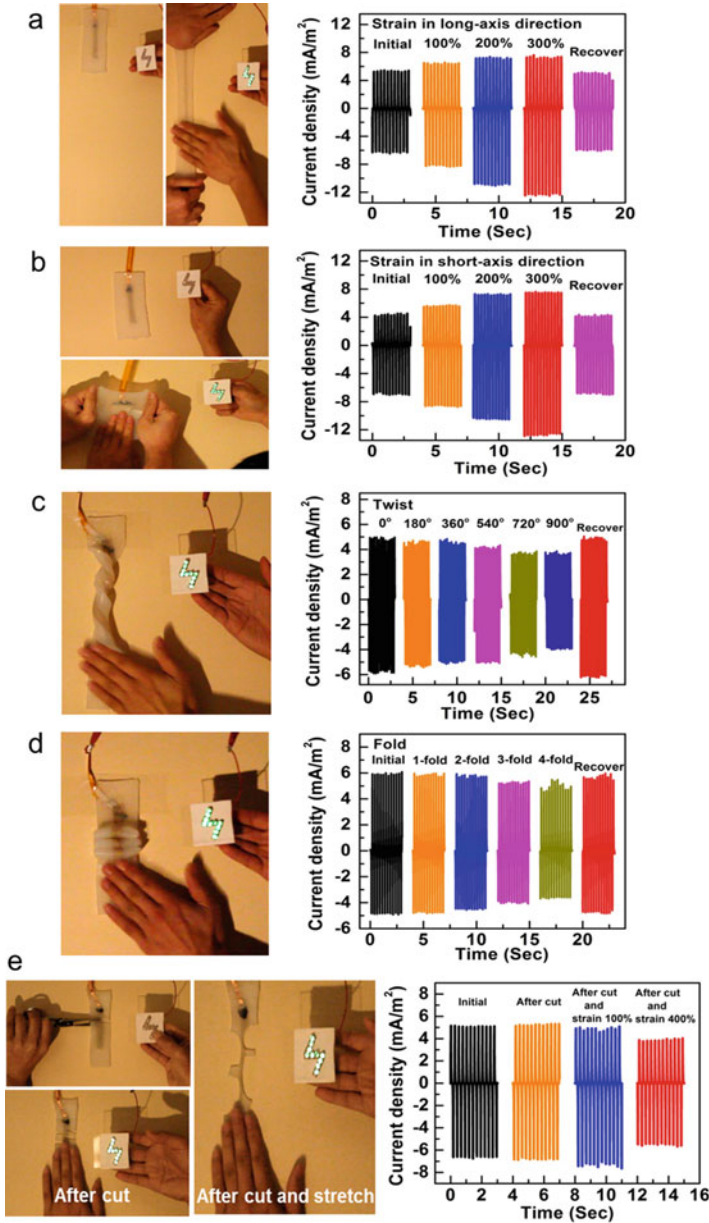 a
Strain in long-axis direction
Initial 100% 200% 300% Recover
Current density (mA/m²)
12
8
4
0
-4
-8
-12
0 5 10 15 20
Time (Sec)
b
Strain in short-axis direction
Initial 100% 200% 300% Recover
Current density (mA/m²)
12
8
4
0
-4
-8
-12
0 5 10 15 20
Time (Sec)
c
Twist
0° 180° 360° 540° 720° 900° Recover
Current density (mA/m²)
8
6
4
2
0
-2
-4
-6
0 5 10 15 20 25
Time (Sec)
d
Fold
Initial 1-fold 2-fold 3-fold 4-fold Recover
Current density (mA/m²)
8
6
4
2
0
-2
-4
-6
0 5 10 15 20
Time (Sec)
e
After cut
After cut and stretch
Initial
After cut
After cut
and
strain 100%
After cut
and
strain 400%
Current density (mA/m²)
8
6
4
2
0
-2
-4
-6
-8
0 2 4 6 8 10 12 14 16
Time (Sec)